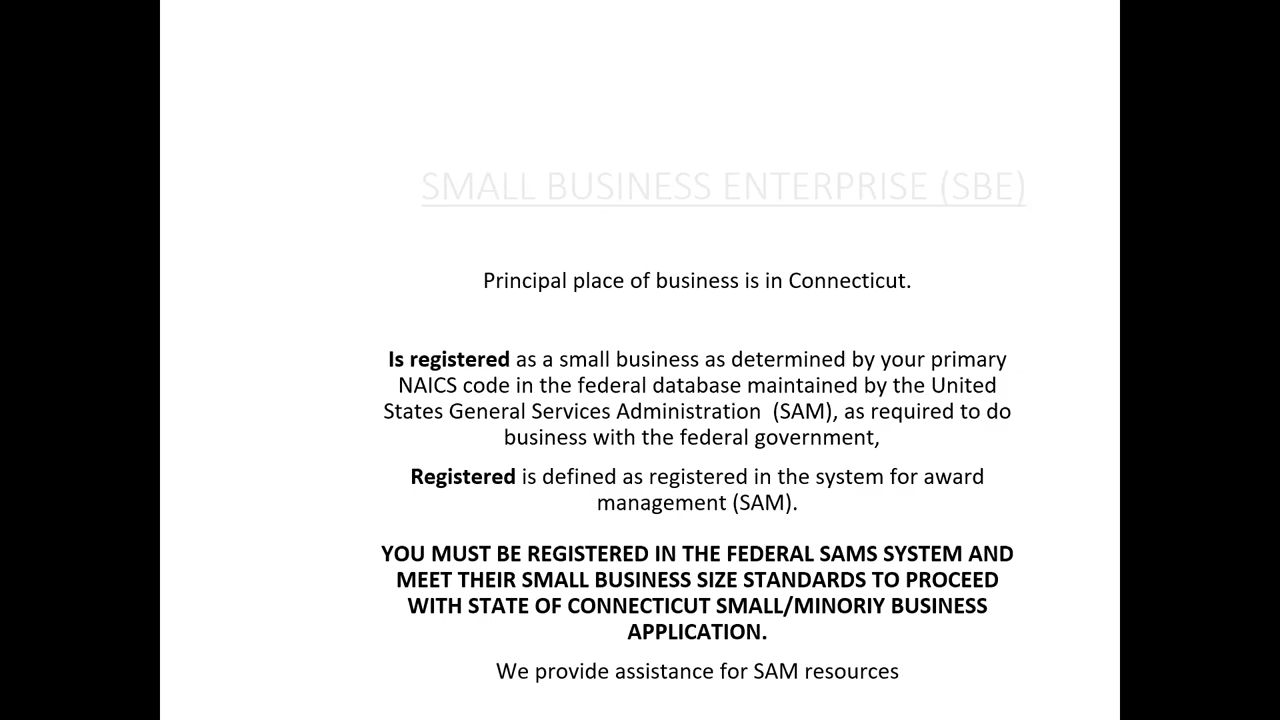 SMALL BUSINESS ENTERPRISE (SBE)
Principal place of business is in Connecticut.
Is registered as a small business as determined by your primary
NAICS code in the federal database maintained by the United
States General Services Administration  (SAM), as required to do
business with the federal government,
Registered is defined as registered in the system for award
management (SAM).
YOU MUST BE REGISTERED IN THE FEDERAL SAMS SYSTEM AND
MEET THEIR SMALL BUSINESS SIZE STANDARDS TO PROCEED
WITH STATE OF CONNECTICUT SMALL/MINORIY BUSINESS
APPLICATION.
We provide assistance for SAM resources